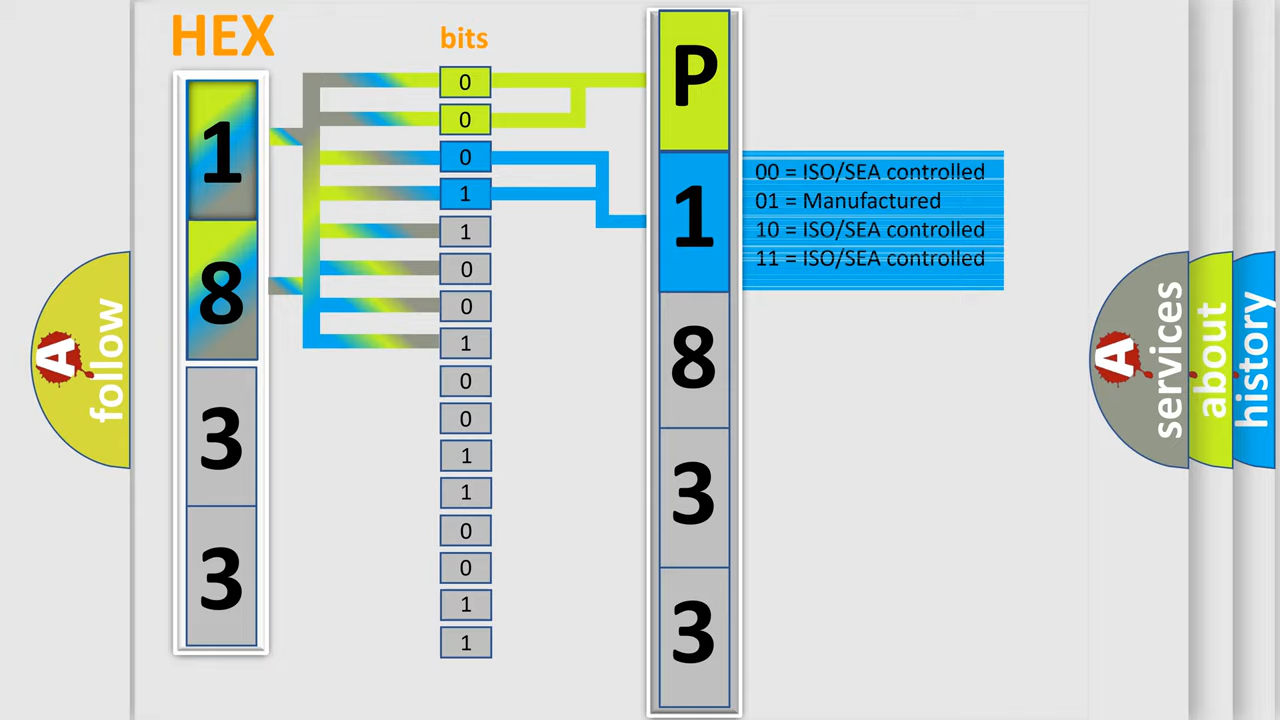 HEX
1
8
3
3
bits
0
0
0
1
1
0
0
1
0
0
1
1
0
0
1
1
P
1
8
3
3
00 = ISO/SEA controlled
01 = Manufactured
10 = ISO/SEA controlled
11 = ISO/SEA controlled
A follow
A services
about
history